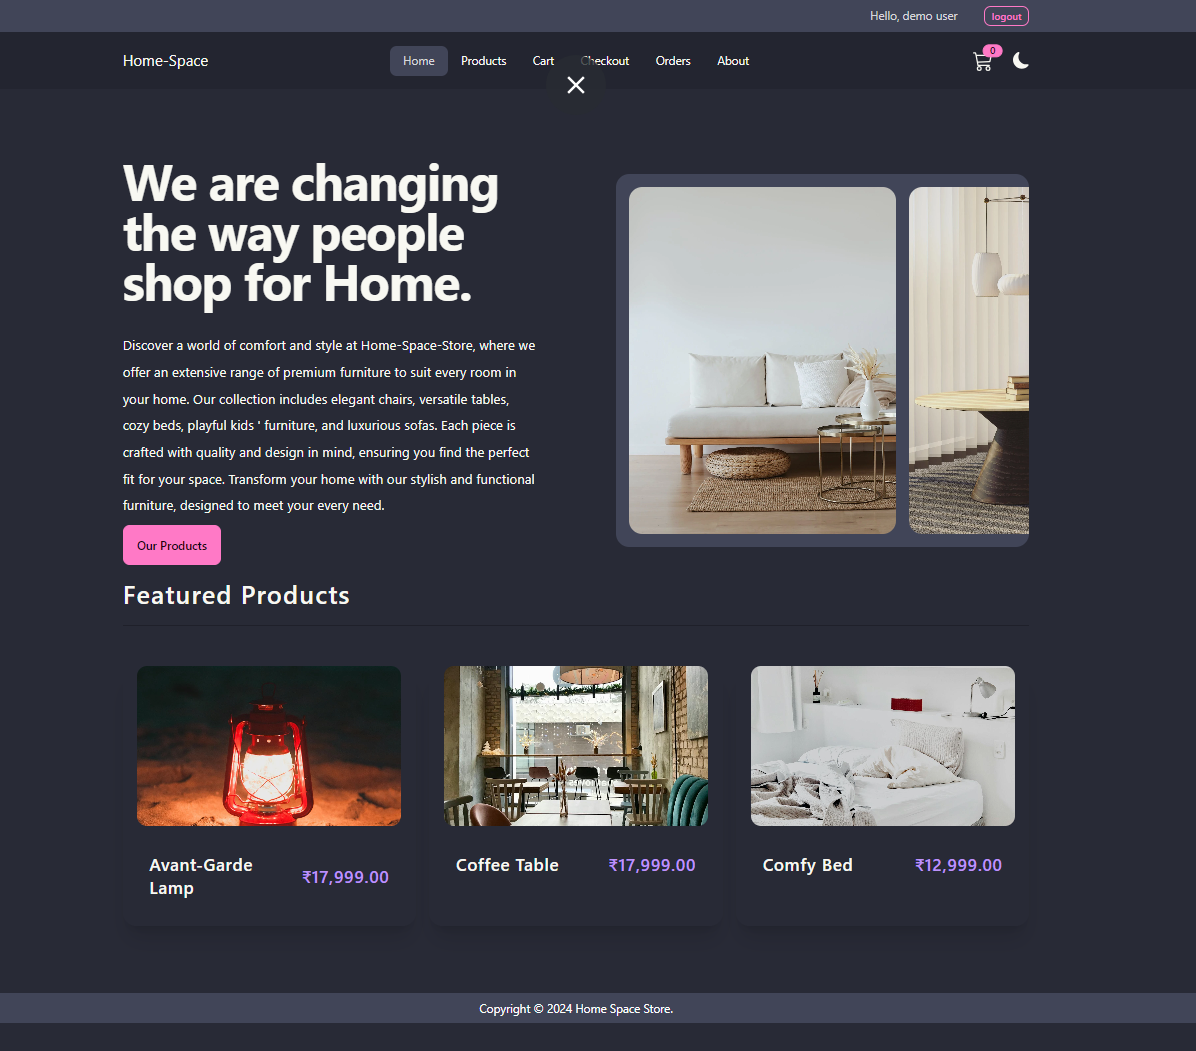 Hello, demo user logout
Home-Space Home Products Cart Checkout Orders About 0
We are changing
the way people
shop for Home.
Discover a world of comfort and style at Home-Space-Store, where we
offer an extensive range of premium furniture to suit every room in
your home. Our collection includes elegant chairs, versatile tables,
cozy beds, playful kids ' furniture, and luxurious sofas. Each piece is
crafted with quality and design in mind, ensuring you find the perfect
fit for your space. Transform your home with our stylish and functional
furniture, designed to meet your every need.
Our Products
Featured Products
Avant-Garde
Lamp
₹17,999.00
Coffee Table ₹17,999.00
Comfy Bed ₹12,999.00
Copyright © 2024 Home Space Store.